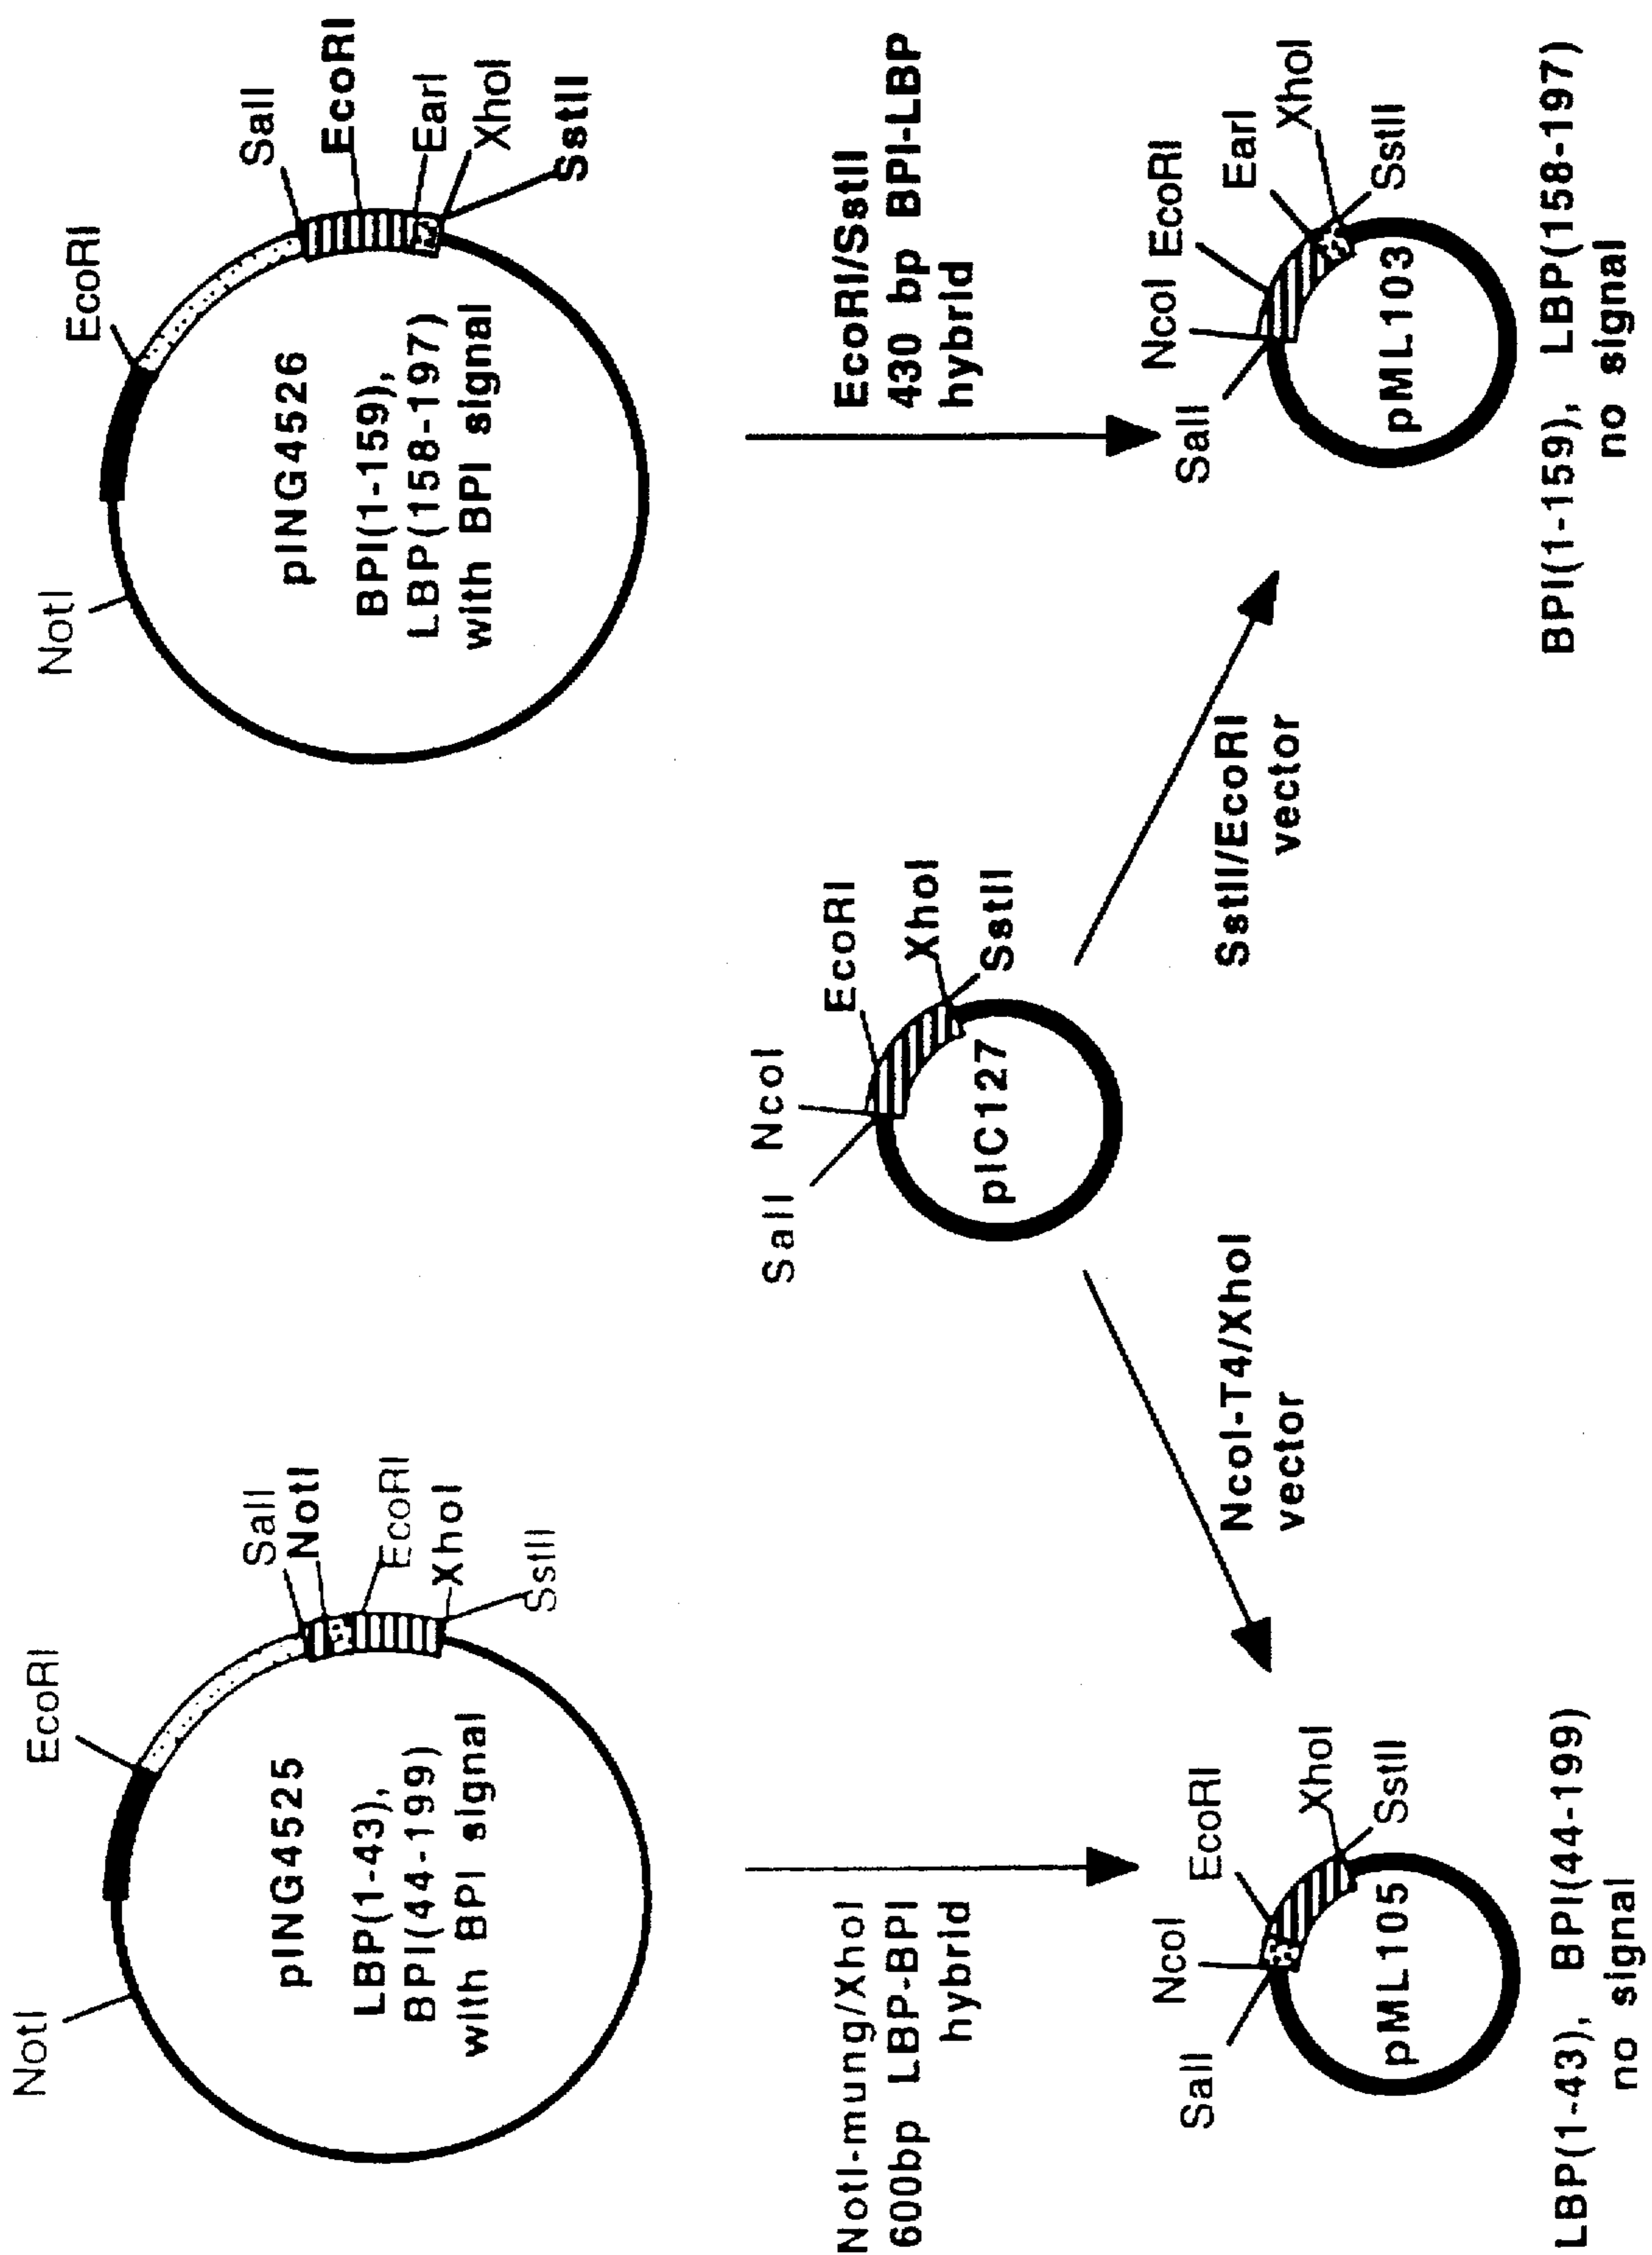 NotI
EcoRI
SalI
NotI
EcoRI
XhoI
SstII
pING4525
LBP(1-43),
BPI(44-199)
with BPI signal
NotI
EcoRI
SalI
EcoRI
EarI
XhoI
SstII
pING4526
BPI(1-159),
LBP(158-197)
with BPI signal
SalI
NcoI
EcoRI
XhoI
SstII
pIC127
NotI-mung/XhoI
600bp LBP-BPI
hybrid
NcoI-T4/XhoI
vector
SstII/EcoRI
vector
EcoRI/SstII
430 bp BPI-LBP
hybrid
SalI
NcoI
EcoRI
XhoI
SstII
pML105
LBP(1-43), BPI(44-199)
no signal
SalI
NcoI
EcoRI
EarI
XhoI
SstII
pML103
BPI(1-159), LBP(158-197)
no signal